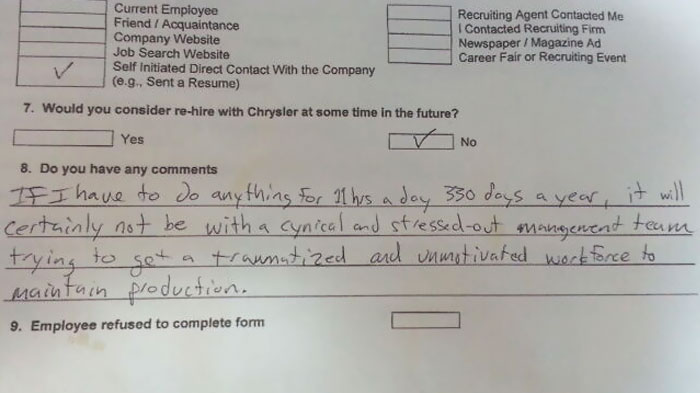 Current Employee
Friend / Acquaintance
Company Website
Job Search Website
Self Initiated Direct Contact With the Company
(e.g., Sent a Resume)
Recruiting Agent Contacted Me
I Contacted Recruiting Firm
Newspaper / Magazine Ad
Career Fair or Recruiting Event
7. Would you consider re-hire with Chrysler at some time in the future?
Yes
No
8. Do you have any comments
If I have to do anything for 11 hrs a day 330 days a year, it will
certainly not be with a cynical and stressed-out management team
trying to get a traumatized and unmotivated workforce to
maintain production.
9. Employee refused to complete form